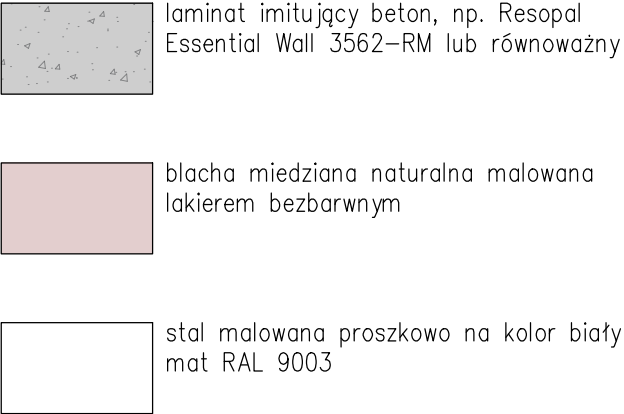 laminat imitujący beton, np. Resopal
Essential Wall 3562-RM lub równoważny
blacha miedziana naturalna malowana
lakierem bezbarwnym
stal malowana proszkowo na kolor biały
mat RAL 9003